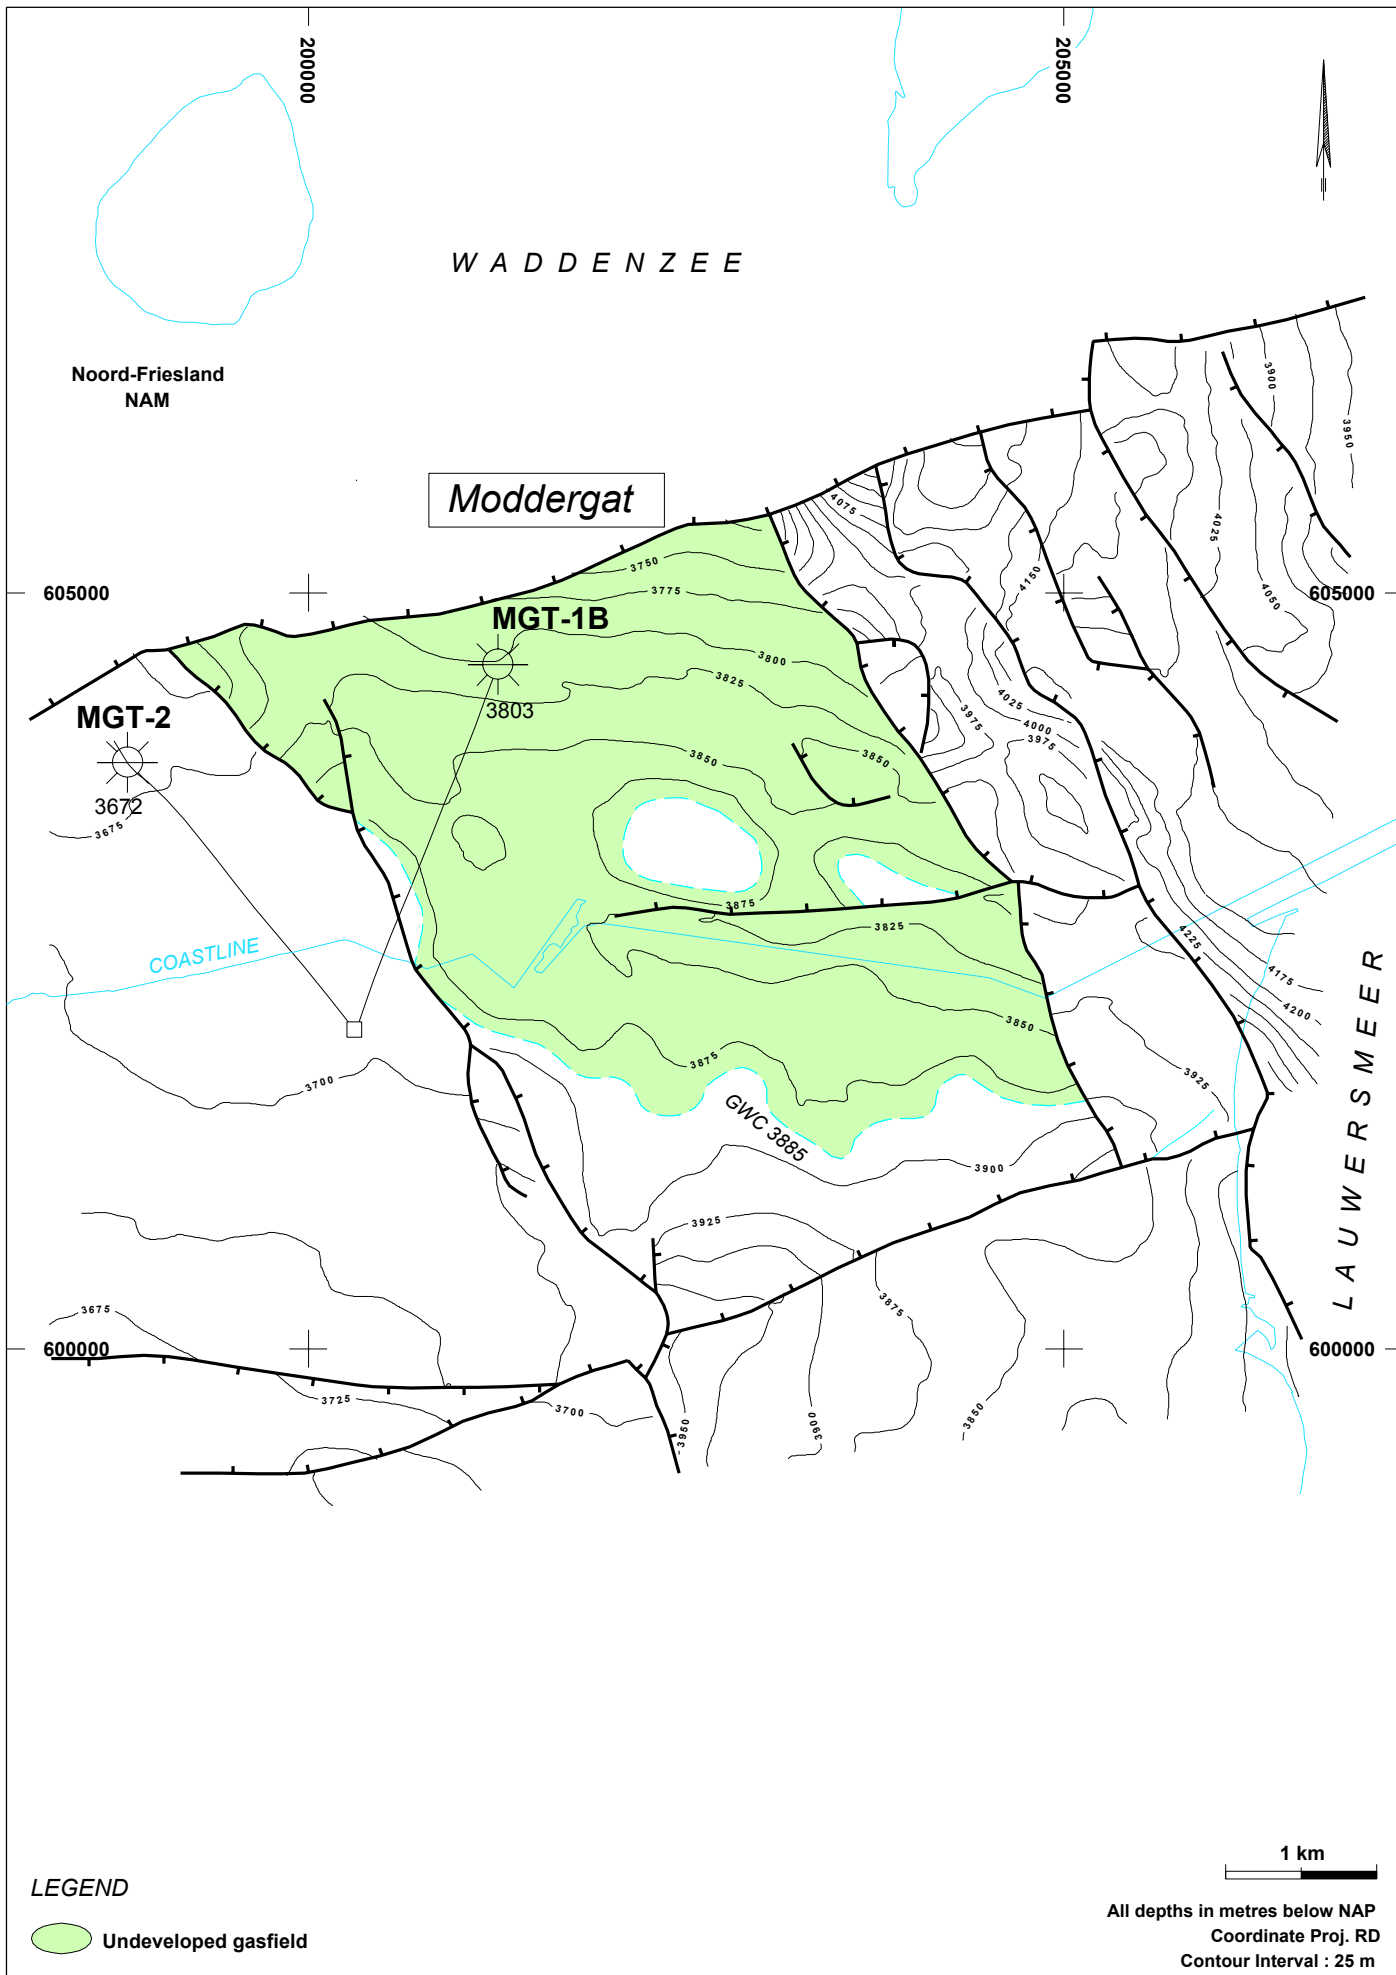 200000
205000
WADDENZEE
Noord-Friesland
NAM
3900
3950
Moddergat
4075
4025
4150
3750
605000
3775
4050
605000
MGT-1B
3800
3825
4025
3975
4000
3975
MGT-2
3803
3850
3850
3672
3675
3875
3825
4225
COASTLINE
4175
4200
3850
3875
3925
3700
GWC 3885
3900
LAUWERSMEER
3925
3675
3875
600000
600000
3725
3700
3950
3900
3850
1 km
LEGEND
Undeveloped gasfield
All depths in metres below NAP
Coordinate Proj. RD
Contour Interval : 25 m